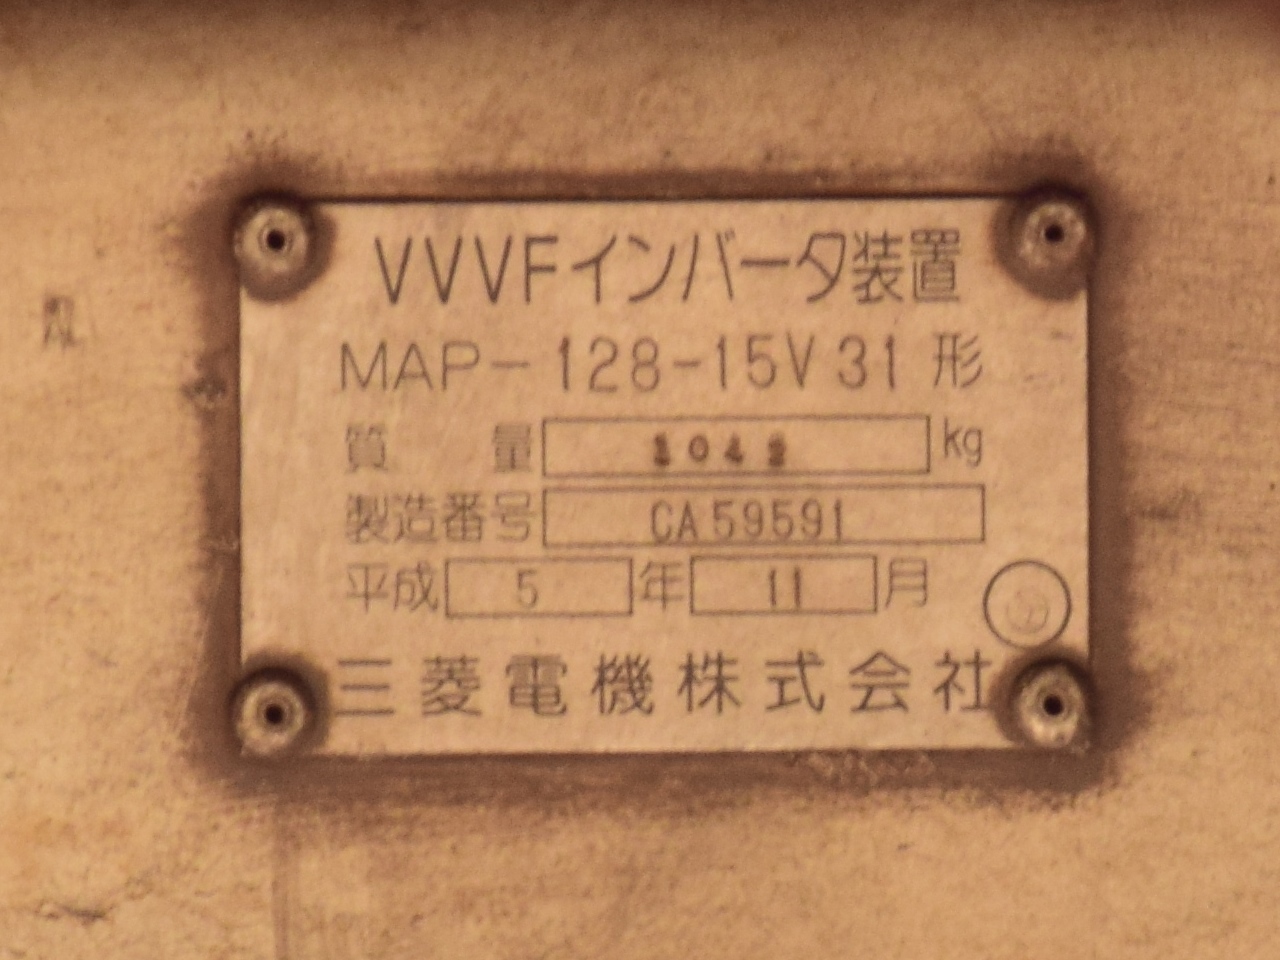 VVVFインバータ装置
MAP-128-15V31形
質量 1042 kg
製造番号 CA59591
平成 5 年 11 月
三菱電機株式会社